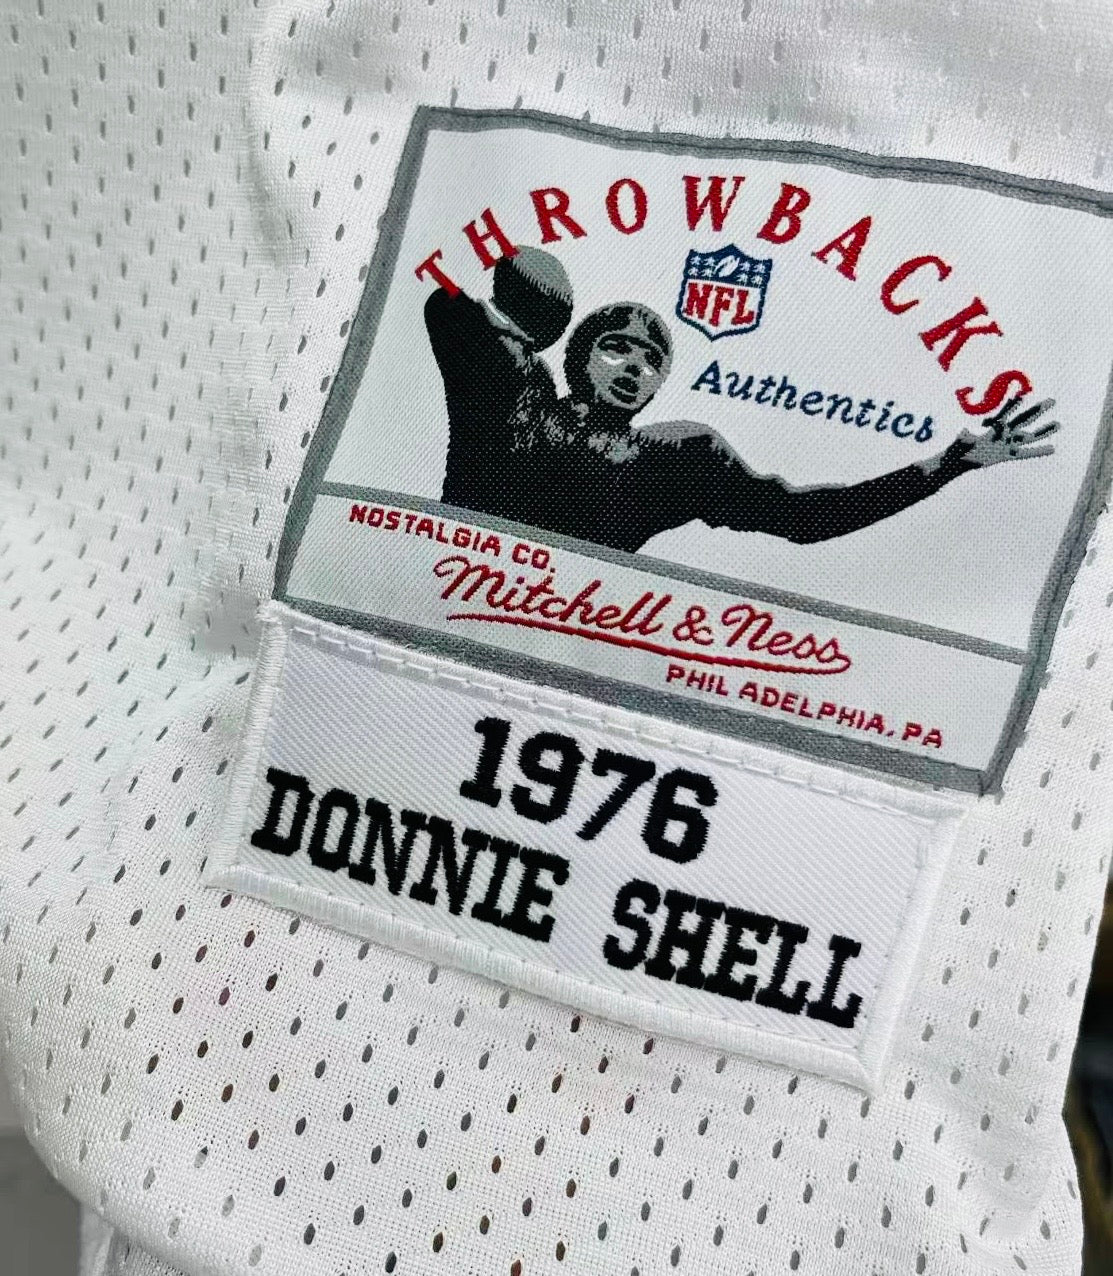 THROWBACKS
NFL
Authentics
NOSTALGIA CO.
Mitchell & Ness
PHILADELPHIA, PA
1976
DONNIE SHELL